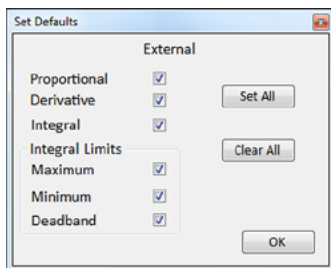 Set Defaults
External
Proportional
Derivative
Set All
Integral
Integral Limits
Clear All
Maximum
Minimum
Deadband
OK